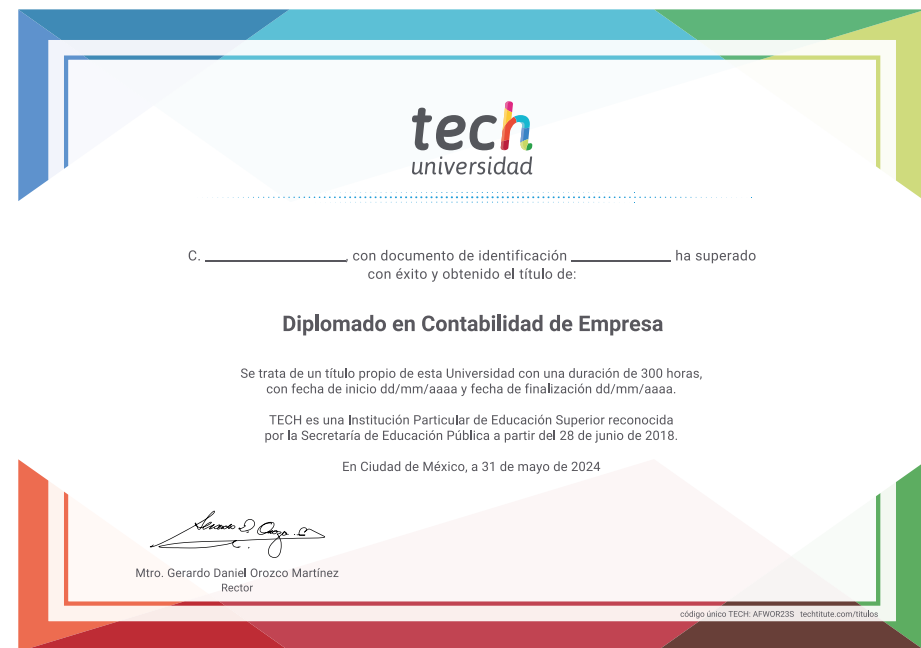 tech
universidad
C. ____________, con documento de identificación ____________ ha superado
con éxito y obtenido el título de:
Diplomado en Contabilidad de Empresa
Se trata de un título propio de esta Universidad con una duración de 300 horas,
con fecha de inicio dd/mm/aaaa y fecha de finalización dd/mm/aaaa.
TECH es una Institución Particular de Educación Superior reconocida
por la Secretaría de Educación Pública a partir del 28 de junio de 2018.
En Ciudad de México, a 31 de mayo de 2024
Mtro. Gerardo Daniel Orozco Martínez
Rector
código único TECH: AFWOR23S techtitute.com/titulos